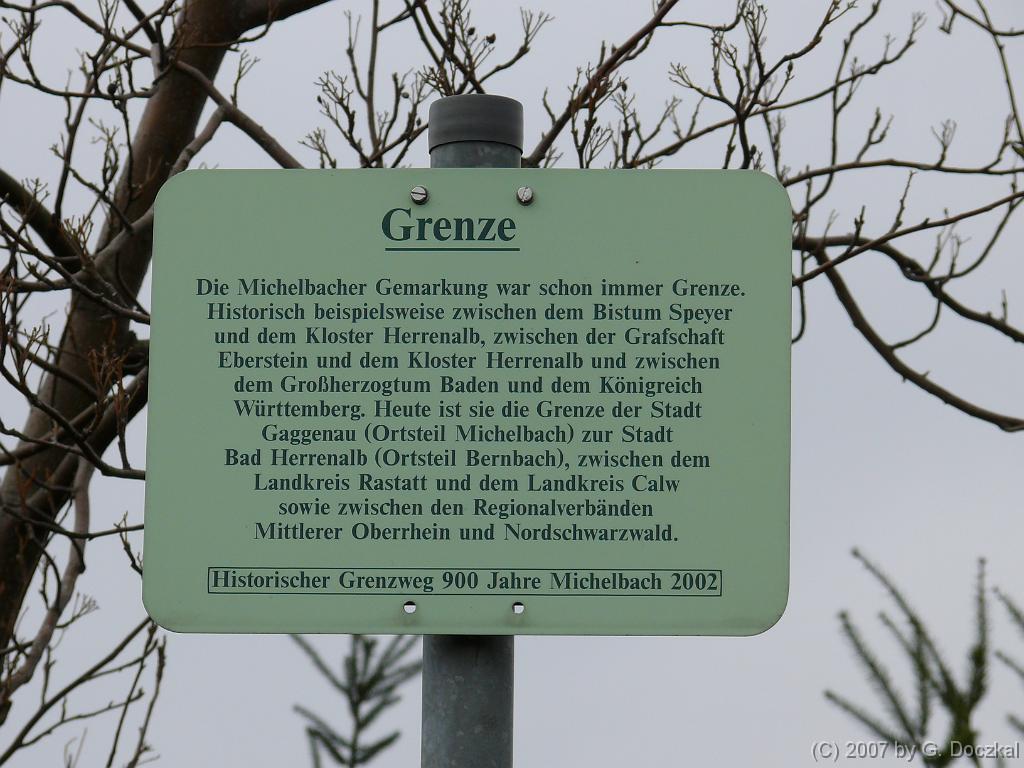 Grenze
Die Michelbacher Gemarkung war schon immer Grenze.
Historisch beispielsweise zwischen dem Bistum Speyer
und dem Kloster Herrenalb, zwischen der Grafschaft
Eberstein und dem Kloster Herrenalb und zwischen
dem Großherzogtum Baden und dem Königreich
Württemberg. Heute ist sie die Grenze der Stadt
Gaggenau (Ortsteil Michelbach) zur Stadt
Bad Herrenalb (Ortsteil Bernbach), zwischen dem
Landkreis Rastatt und dem Landkreis Calw
sowie zwischen den Regionalverbänden
Mittlerer Oberrhein und Nordschwarzwald.
Historischer Grenzweg 900 Jahre Michelbach 2002
(C) 2007 by G. Doczkal